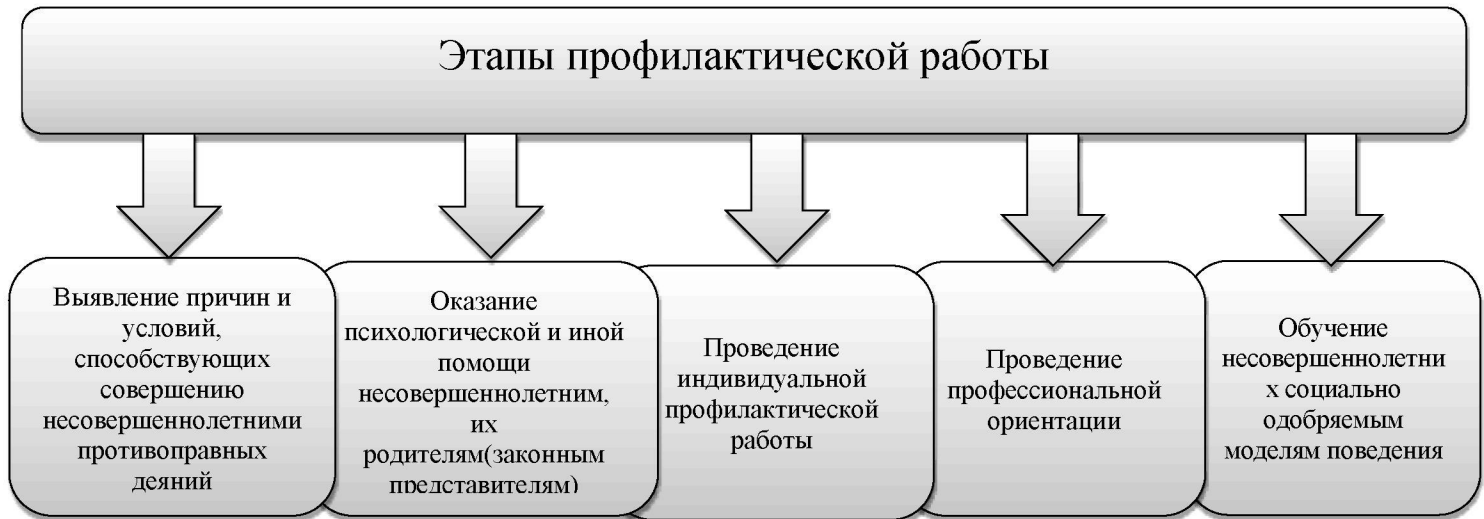 Этапы профилактической работы
Выявление причин и
условий,
способствующих
совершению
несовершеннолетними
противоправных
деяний
Оказание
психологической и иной
помощи
несовершеннолетним,
их
родителям(законным
представителям)
Проведение
индивидуальной
профилактической
работы
Проведение
профессиональной
ориентации
Обучение
несовершеннолетни
х социально
одобряемым
моделям поведения